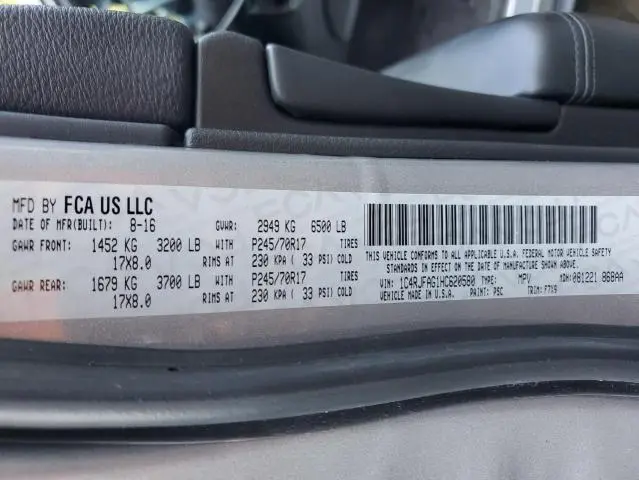 MFD BY FCA US LLC
DATE OF MFR(BUILT): 8-16 GVWR: 2949 KG 6500 LB
GAWR FRONT: 1452 KG 3200 LB WITH P245/70R17 TIRES
17X8.0 RIMS AT 230 KPA ( 33 PSI) COLD
GAWR REAR: 1679 KG 3700 LB WITH P245/70R17 TIRES
17X8.0 RIMS AT 230 KPA ( 33 PSI) COLD
THIS VEHICLE CONFORMS TO ALL APPLICABLE U.S.A. FEDERAL MOTOR VEHICLE SAFETY
STANDARDS IN EFFECT ON THE DATE OF MANUFACTURE SHOWN ABOVE
VIN: 1C4RJFAG1HC620580 TYPE: MPV MDH:081221 868AA
VEHICLE MADE IN U.S.A. PAINT: PSC TRIM: